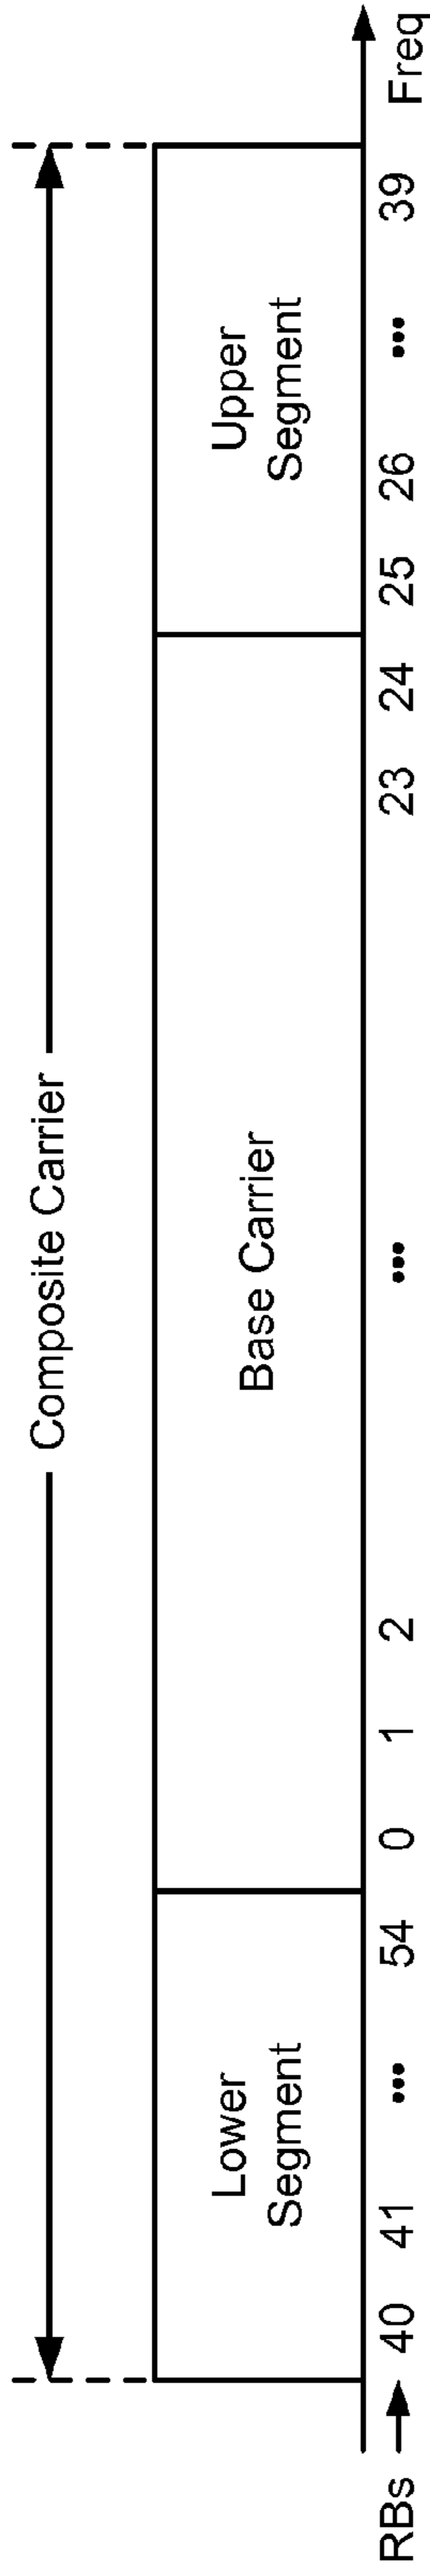 Composite Carrier
Lower
Segment
Base Carrier
Upper
Segment
RBs 40 41 ... 54 0 1 2 ... 23 24 25 26 ... 39 Freq